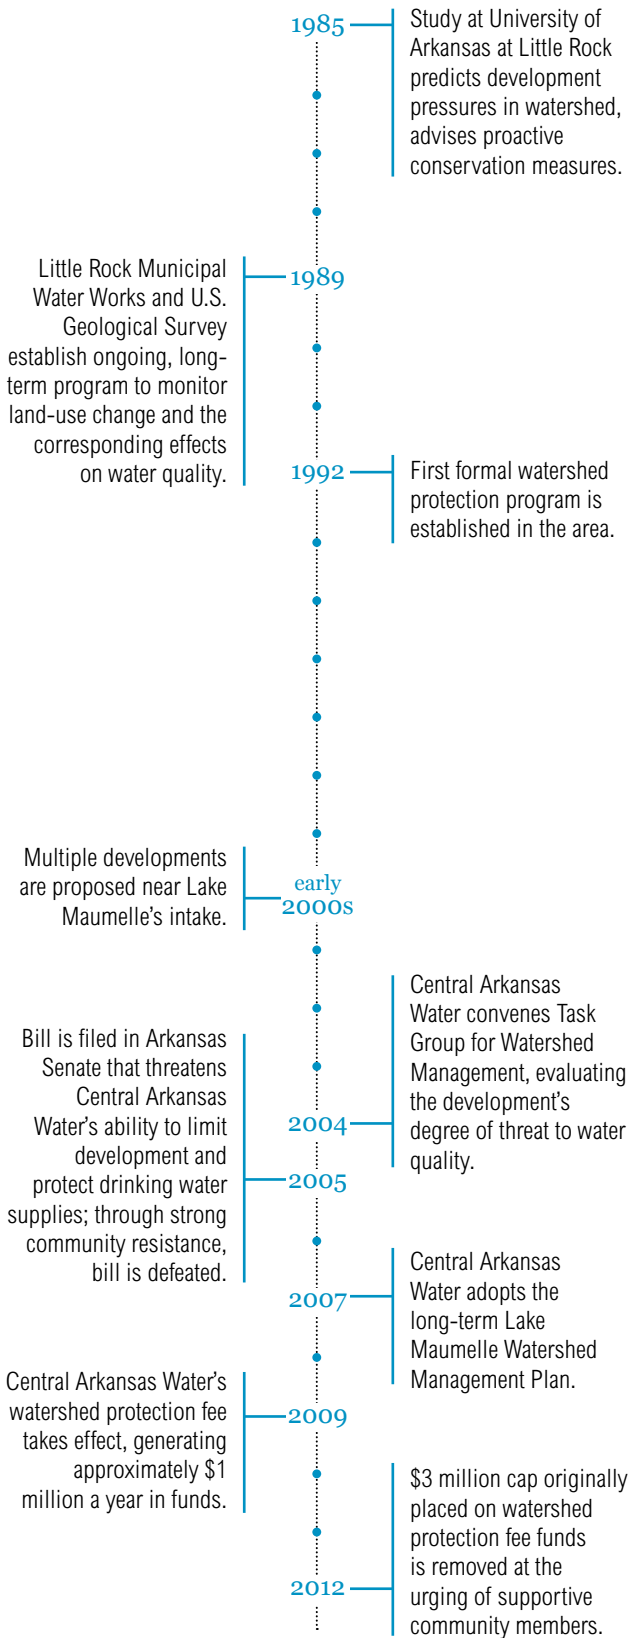 1985
Study at University of
Arkansas at Little Rock
predicts development
pressures in watershed,
advises proactive
conservation measures.
Little Rock Municipal
Water Works and U.S.
Geological Survey
establish ongoing, long-
term program to monitor
land-use change and the
corresponding effects
on water quality.
1989
1992
First formal watershed
protection program is
established in the area.
Multiple developments
are proposed near Lake
Maumelle’s intake.
early
2000s
Central Arkansas
Water convenes Task
Group for Watershed
Management, evaluating
the development’s
degree of threat to water
quality.
2004
Bill is filed in Arkansas
Senate that threatens
Central Arkansas
Water’s ability to limit
development and
protect drinking water
supplies; through strong
community resistance,
bill is defeated.
2005
2007
Central Arkansas
Water adopts the
long-term Lake
Maumelle Watershed
Management Plan.
Central Arkansas Water’s
watershed protection fee
takes effect, generating
approximately $1
million a year in funds.
2009
$3 million cap originally
placed on watershed
protection fee funds
is removed at the
urging of supportive
community members.
2012